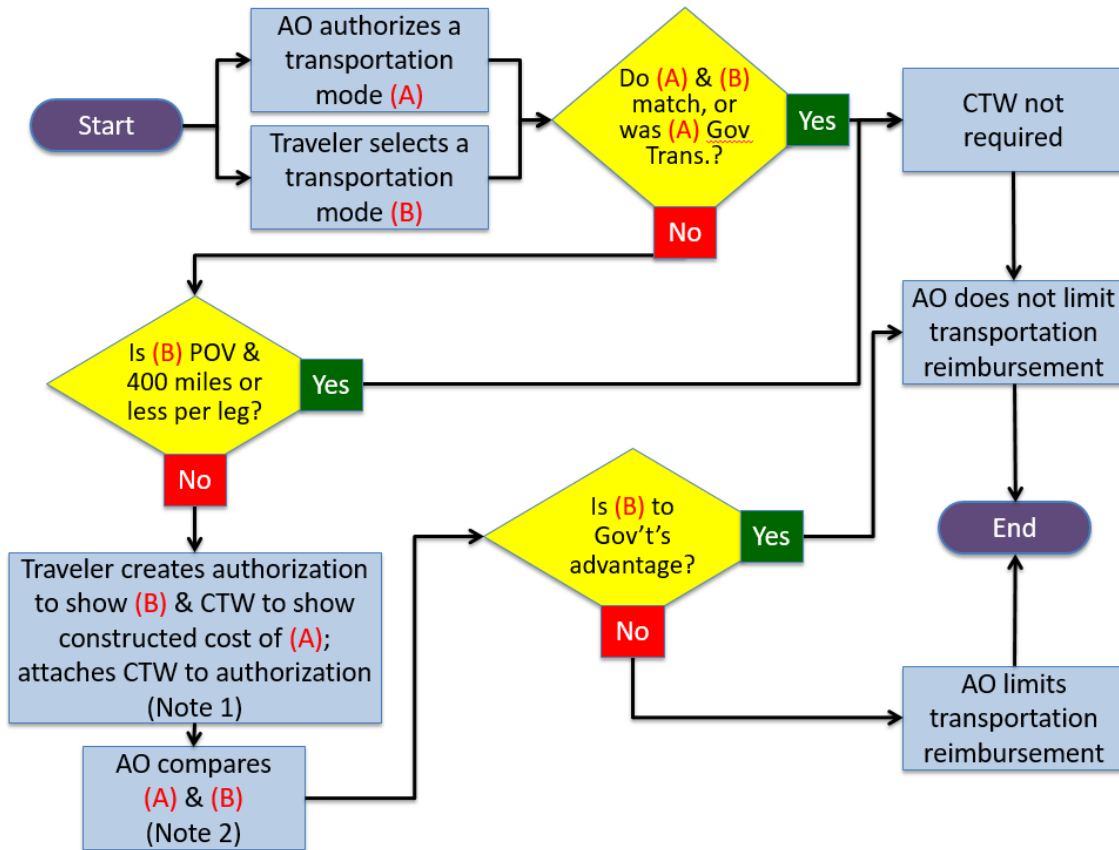 Start
AO authorizes a
transportation
mode (A)
Traveler selects a
transportation
mode (B)
Do (A) & (B)
match, or
was (A) Gov
Trans.?
Yes
No
CTW not
required
Is (B) POV &
400 miles or
less per leg?
Yes
No
AO does not limit
transportation
reimbursement
Traveler creates authorization
to show (B) & CTW to show
constructed cost of (A);
attaches CTW to authorization
(Note 1)
AO compares
(A) & (B)
(Note 2)
Is (B) to
Gov’t’s
advantage?
Yes
No
AO limits
transportation
reimbursement
End